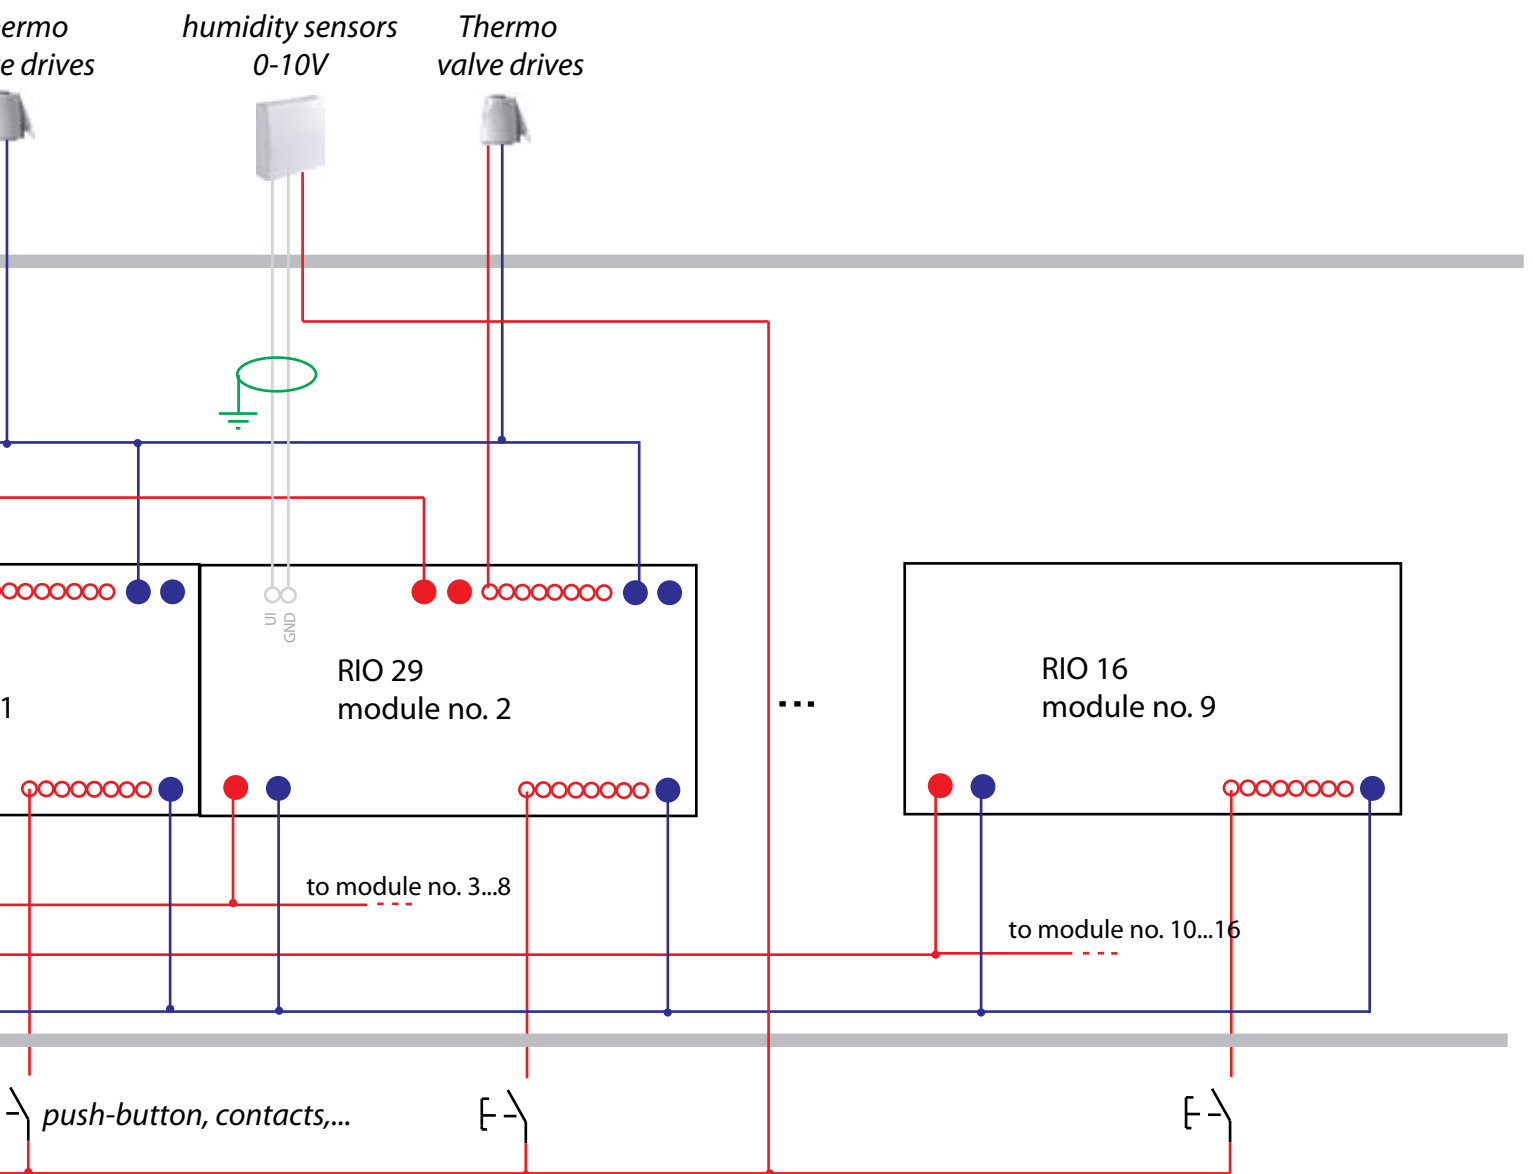 ermo
e drives
humidity sensors
0-10V
Thermo
valve drives
UI
GND
1
RIO 29
module no. 2
...
RIO 16
module no. 9
to module no. 3...8
to module no. 10...16
push-button, contacts,...